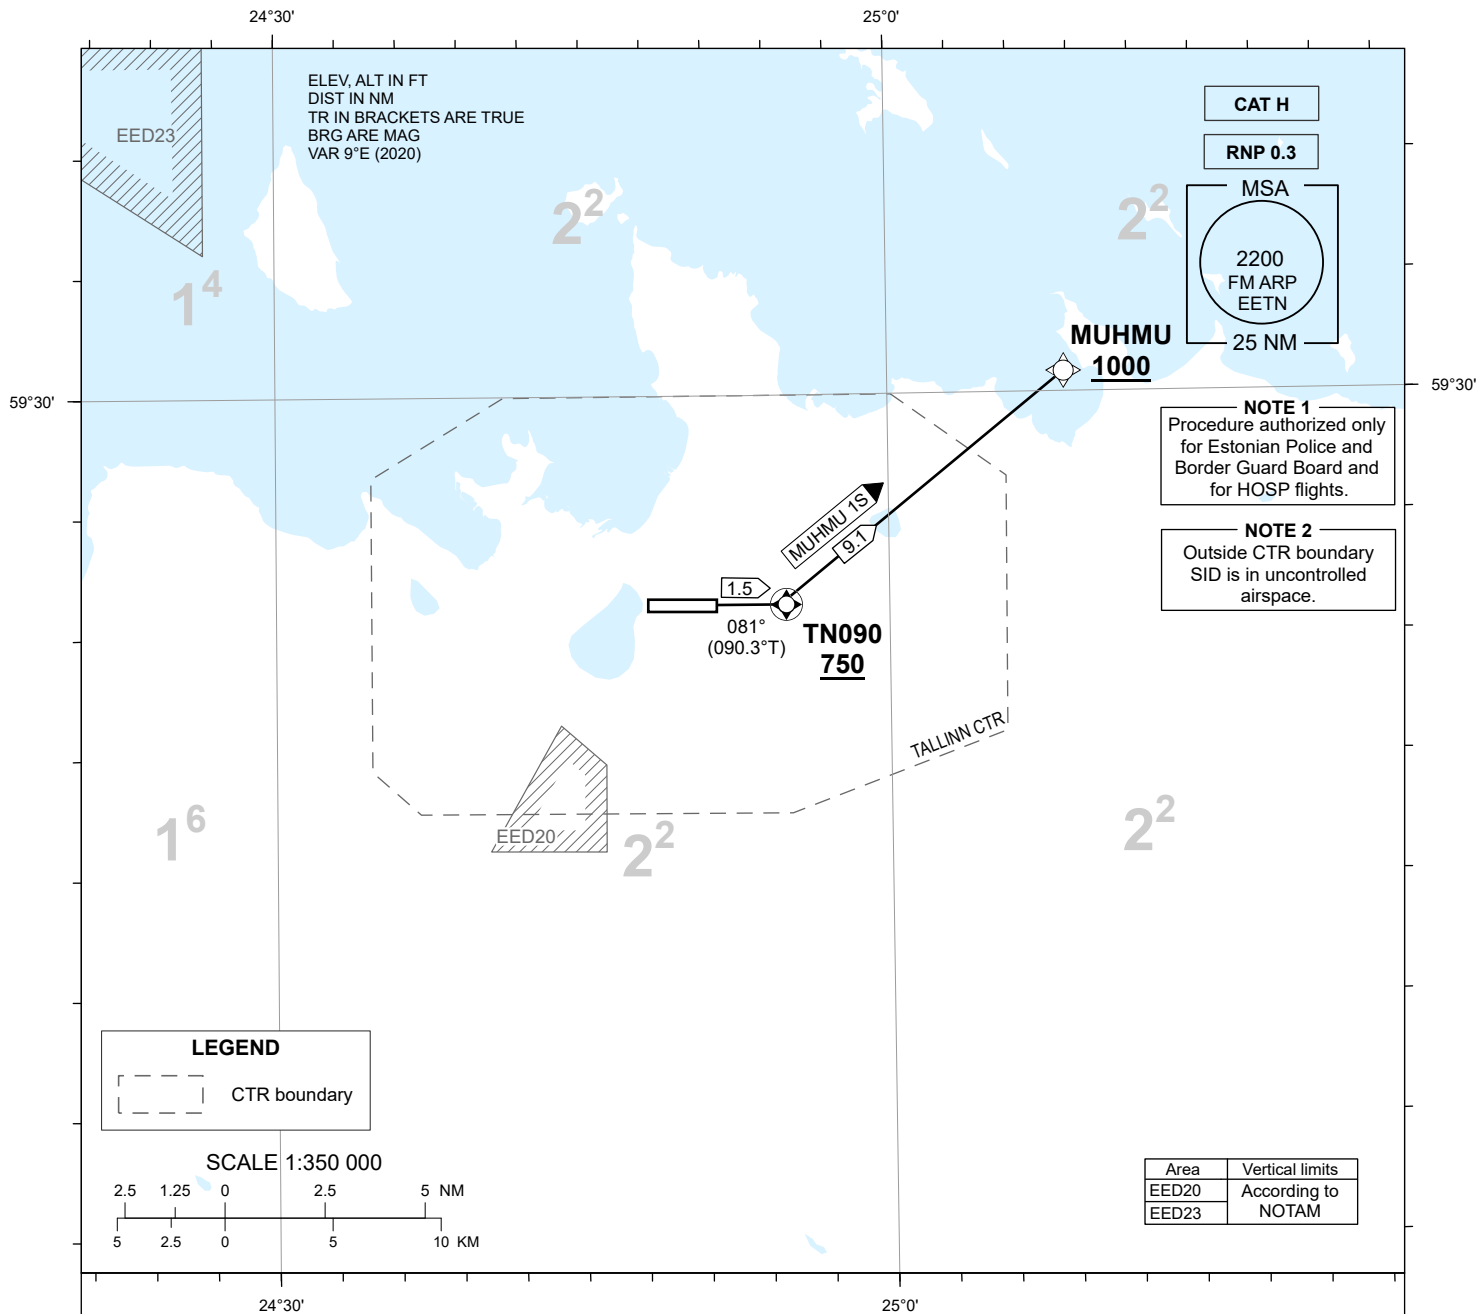 24°30'
25°0'
ELEV, ALT IN FT
DIST IN NM
TR IN BRACKETS ARE TRUE
BRG ARE MAG
VAR 9°E (2020)
EED23
CAT H
RNP 0.3
MSA
2200
FM ARP
EETN
25 NM
2²
2²
1⁴
MUHMU
1000
59°30'
59°30'
NOTE 1
Procedure authorized only
for Estonian Police and
Border Guard Board and
for HOSP flights.
NOTE 2
Outside CTR boundary
SID is in uncontrolled
airspace.
MUHMU 1S
9.1
1.5
081°
(090.3°T)
TN090
750
TALLINN CTR
EED20
1⁶
2²
2²
LEGEND
CTR boundary
SCALE 1:350 000
2.5 1.25 0 2.5 5 NM
5 2.5 0 5 10 KM
Area Vertical limits
EED20 According to
EED23 NOTAM
24°30'
25°0'